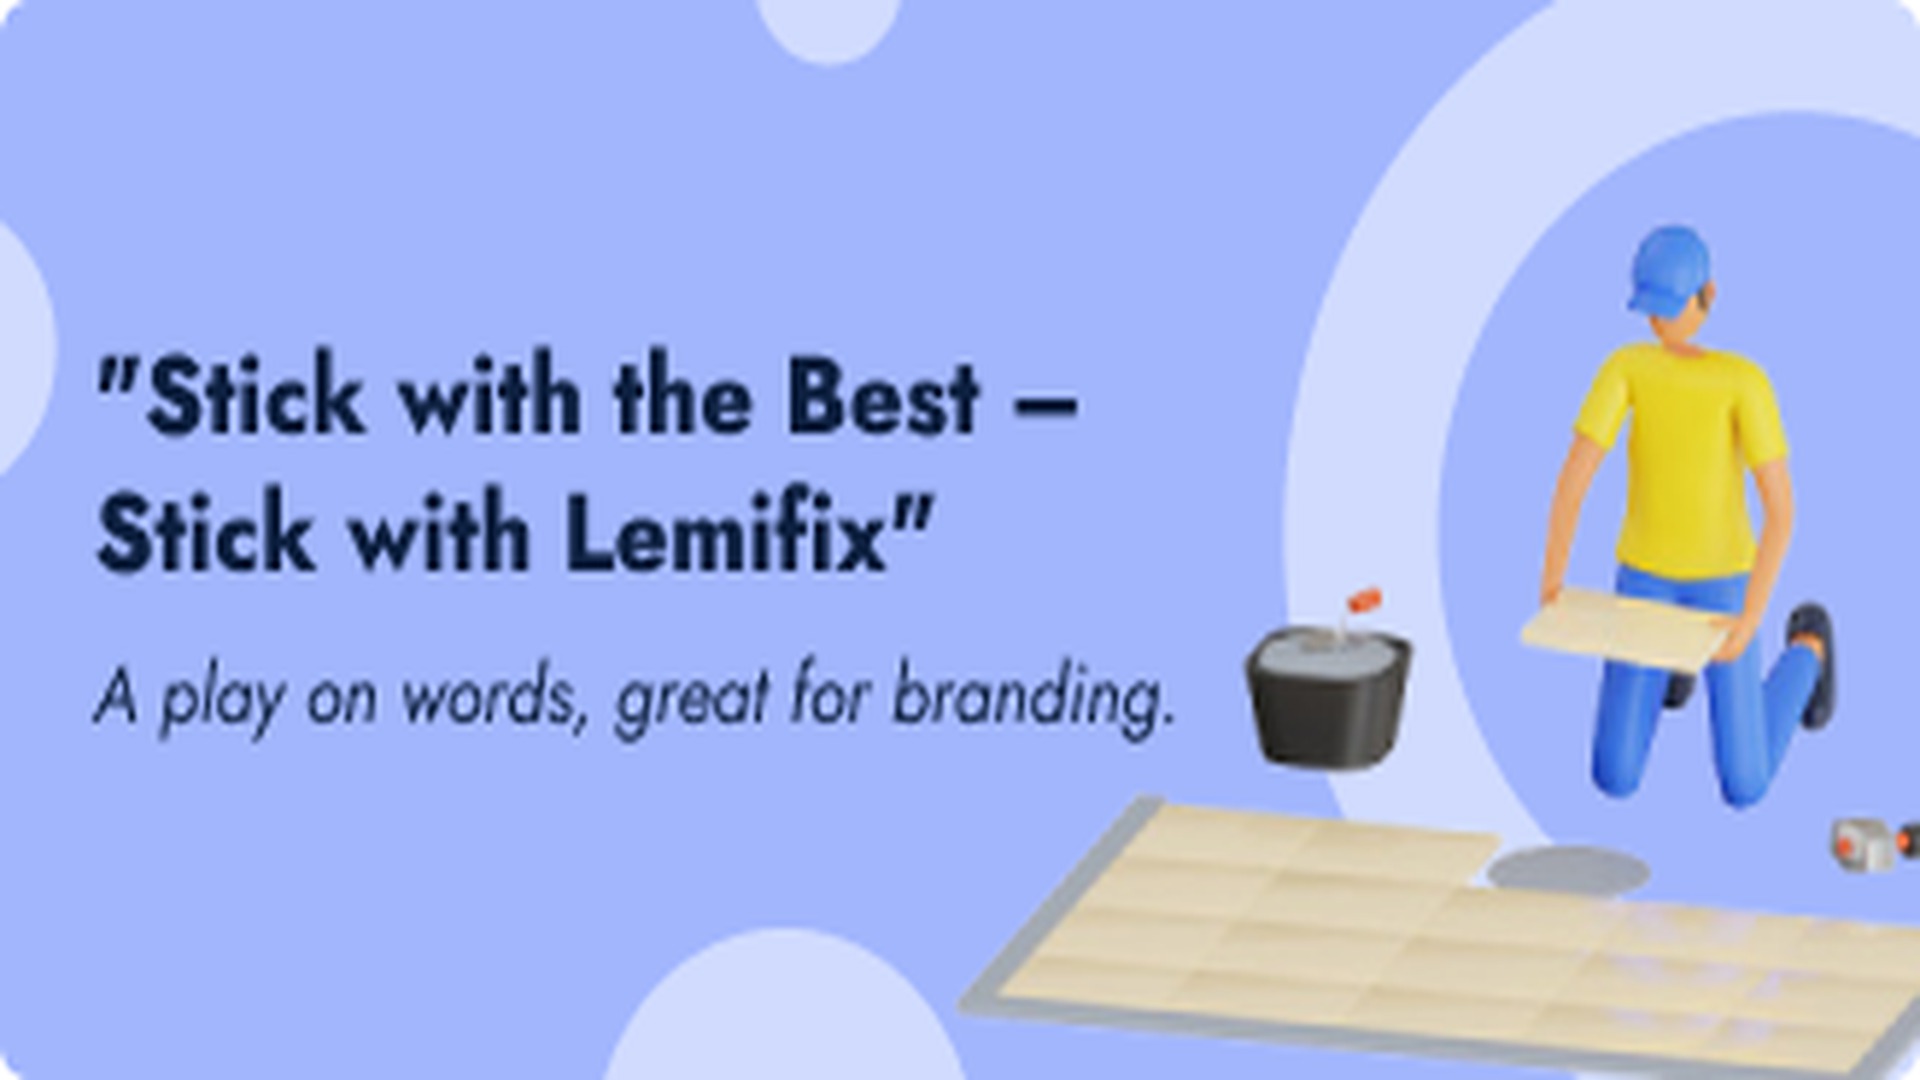 "Stick with the Best –
Stick with Lemifix"
A play on words, great for branding.